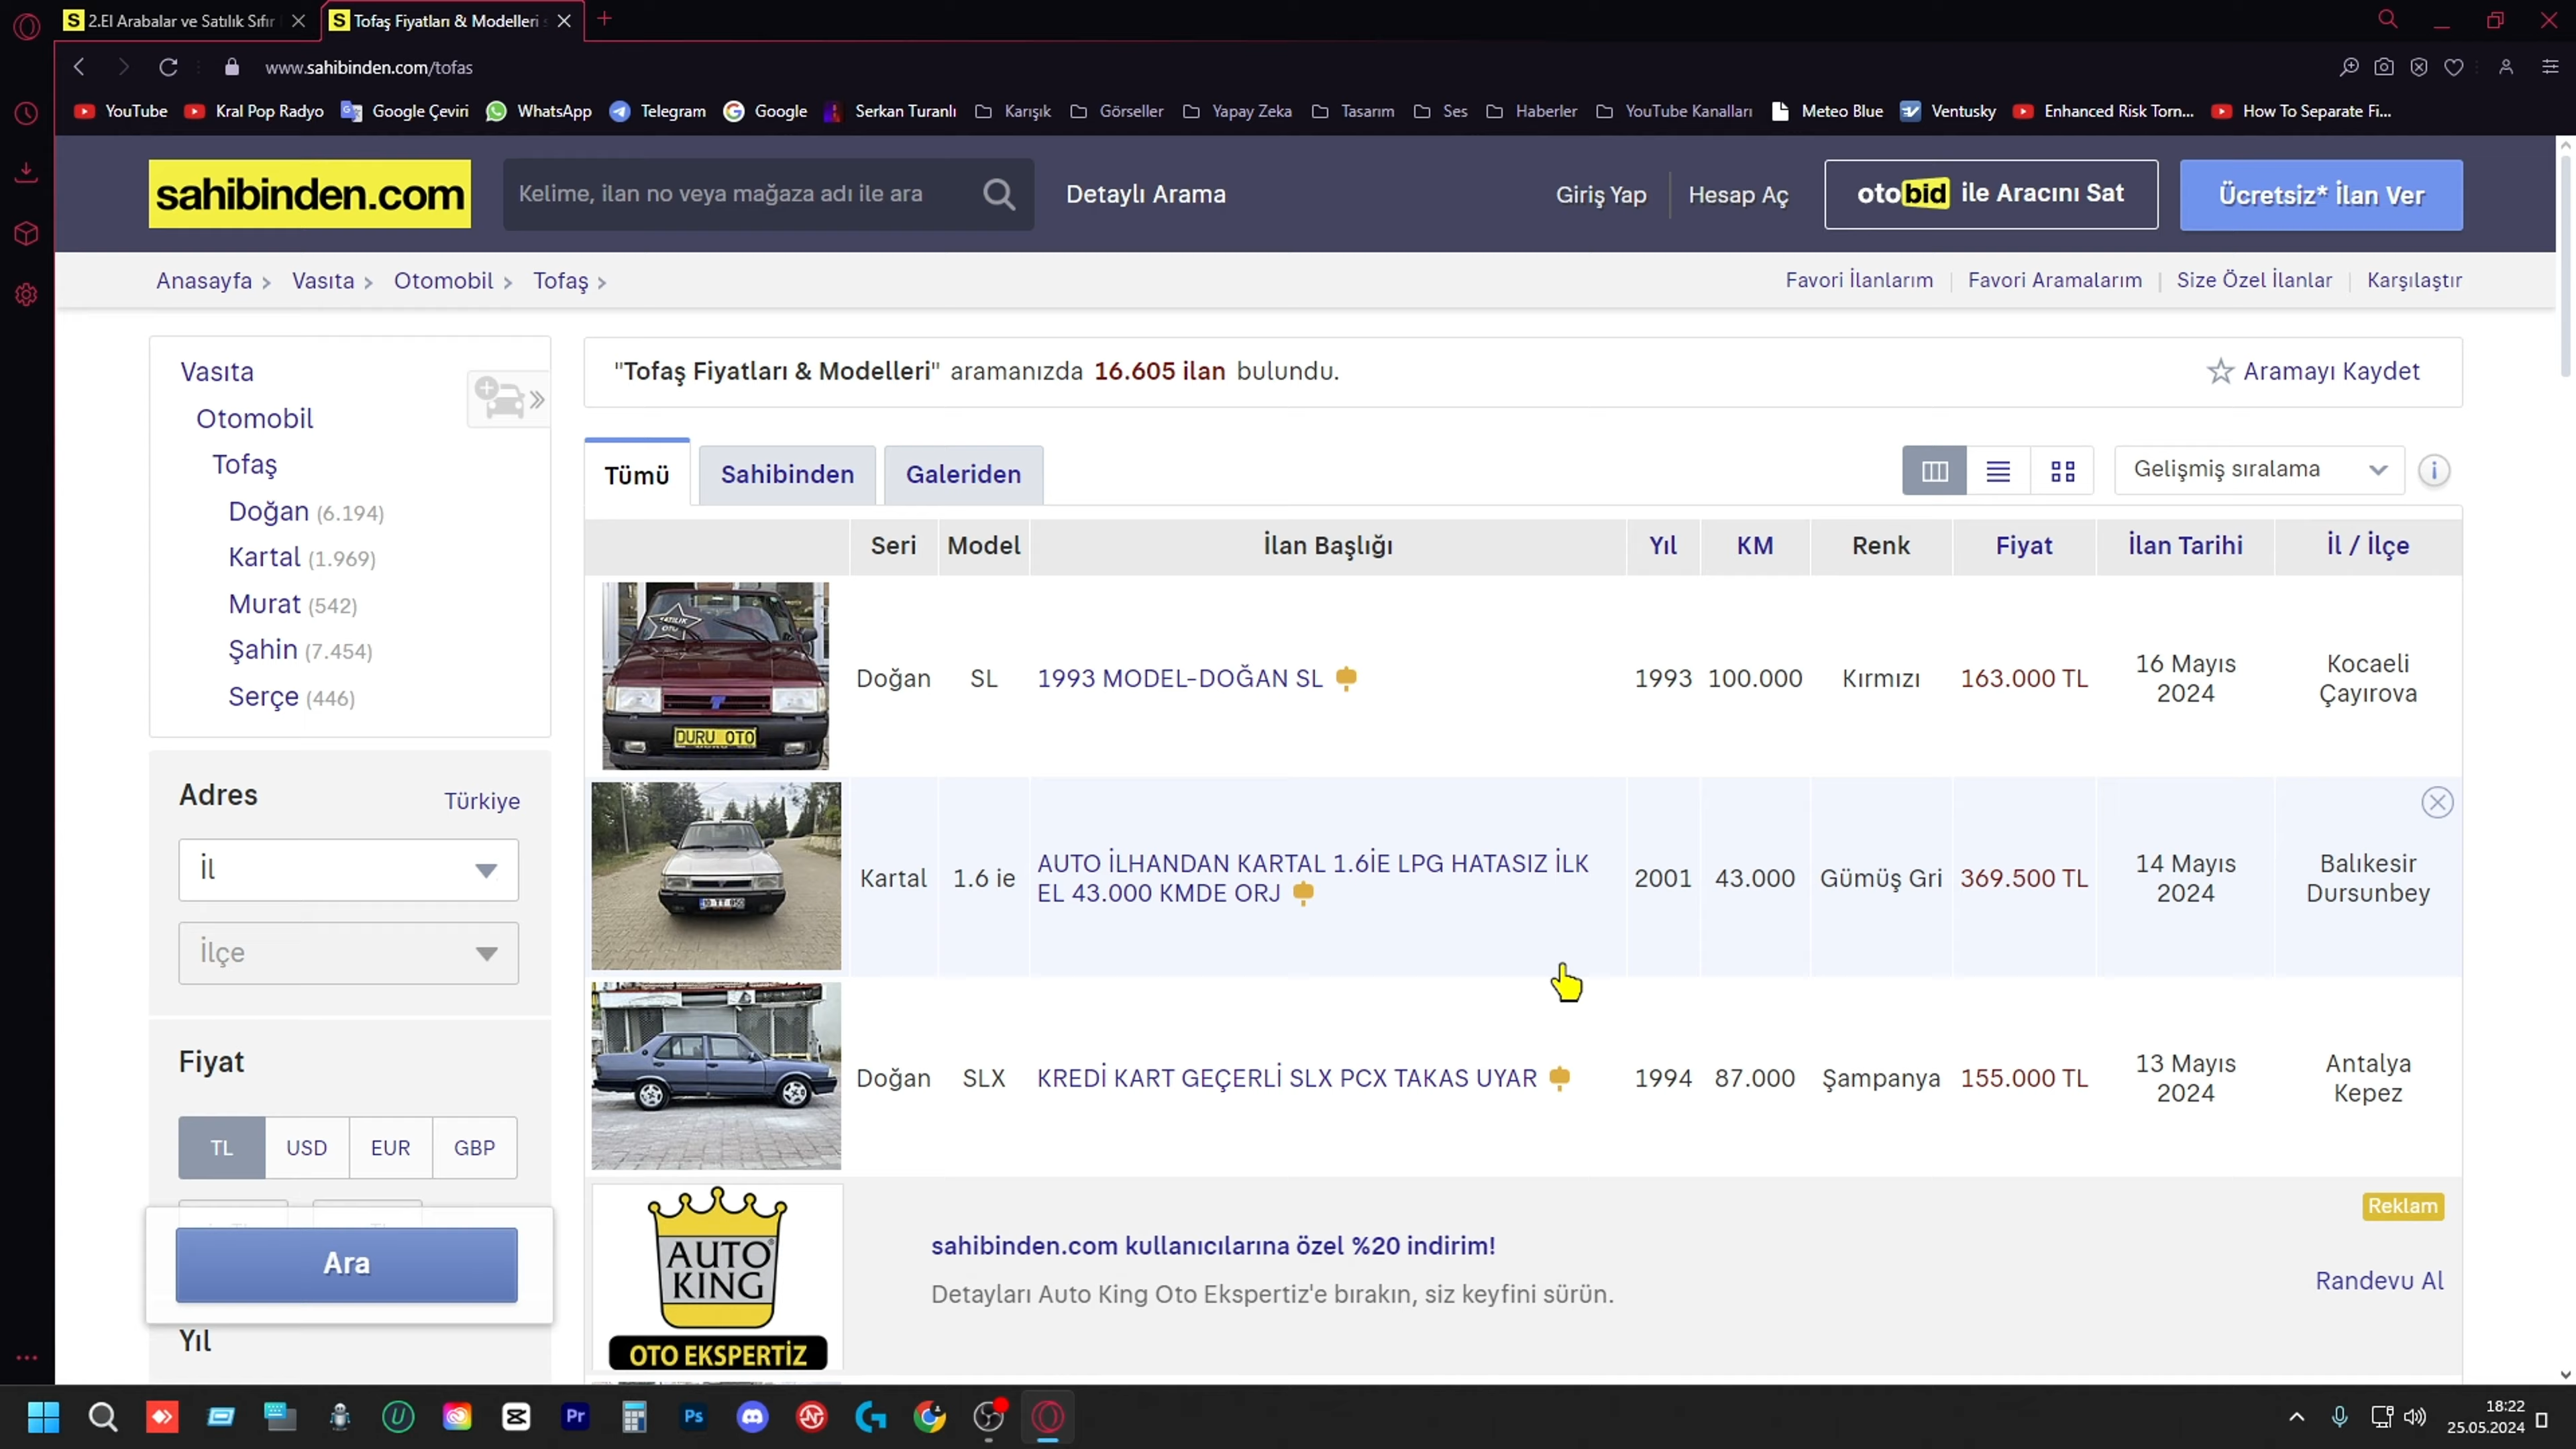 2.El Arabalar ve Satılık Sıfır
Tofaş Fiyatları & Modelleri s
www.sahibinden.com/tofas
YouTube
Kral Pop Radyo
Google Çeviri
WhatsApp
Telegram
Google
Serkan Turanlı
Karışık
Görseller
Yapay Zeka
Tasarım
Ses
Haberler
YouTube Kanalları
Meteo Blue
Ventusky
Enhanced Risk Torn...
How To Separate Fi...
sahibinden.com
Kelime, ilan no veya mağaza adı ile ara
Detaylı Arama
Giriş Yap
Hesap Aç
otobid ile Aracını Sat
Ücretsiz* İlan Ver
Anasayfa
Vasıta
Otomobil
Tofaş
Favori İlanlarım
Favori Aramalarım
Size Özel İlanlar
Karşılaştır
Vasıta
Otomobil
Tofaş
Doğan (6.194)
Kartal (1.969)
Murat (542)
Şahin (7.454)
Serçe (446)
Adres
Türkiye
İl
İlçe
Fiyat
TL
USD
EUR
GBP
Ara
Yıl
"Tofaş Fiyatları & Modelleri" aramanızda 16.605 ilan bulundu.
Aramayı Kaydet
Tümü
Sahibinden
Galeriden
Gelişmiş sıralama
Seri
Model
İlan Başlığı
Yıl
KM
Renk
Fiyat
İlan Tarihi
İl / İlçe
SATILIK
OTO
DURU OTO
Doğan
SL
1993 MODEL-DOĞAN SL
1993
100.000
Kırmızı
163.000 TL
16 Mayıs
2024
Kocaeli
Çayırova
Kartal
1.6 ie
AUTO İLHANDAN KARTAL 1.6İE LPG HATASIZ İLK
EL 43.000 KMDE ORJ
2001
43.000
Gümüş Gri
369.500 TL
14 Mayıs
2024
Balıkesir
Dursunbey
Doğan
SLX
KREDİ KART GEÇERLİ SLX PCX TAKAS UYAR
1994
87.000
Şampanya
155.000 TL
13 Mayıs
2024
Antalya
Kepez
AUTO
KING
OTO EKSPERTİZ
sahibinden.com kullanıcılarına özel %20 indirim!
Detayları Auto King Oto Ekspertiz'e bırakın, siz keyfini sürün.
Reklam
Randevu Al
Pr
Ps
18:22
25.05.2024